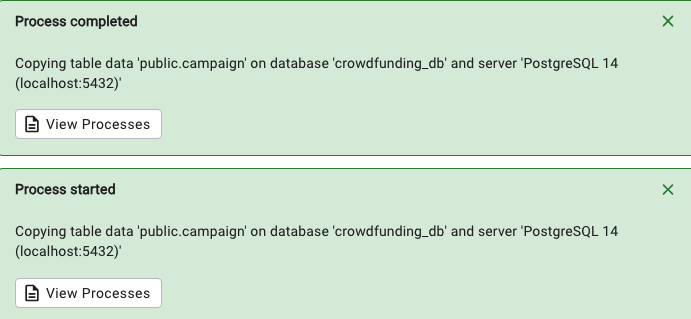 Process completed
Copying table data 'public.campaign' on database 'crowdfunding_db' and server 'PostgreSQL 14
(localhost:5432)'
View Processes
Process started
Copying table data 'public.campaign' on database 'crowdfunding_db' and server 'PostgreSQL 14
(localhost:5432)'
View Processes